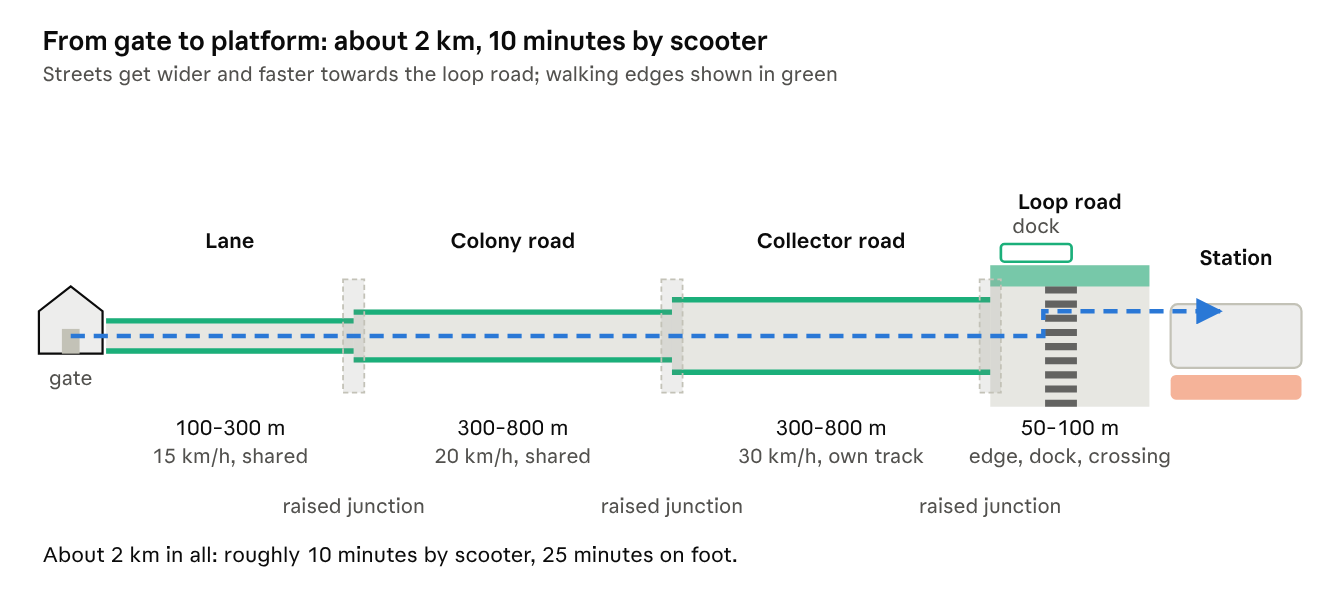 From gate to platform: about 2 km, 10 minutes by scooter
Streets get wider and faster towards the loop road; walking edges shown in green
Loop road
dock
Lane
Colony road
Collector road
Station
gate
100–300 m
300–800 m
300–800 m
50–100 m
15 km/h, shared
20 km/h, shared
30 km/h, own track
edge, dock, crossing
raised junction
raised junction
raised junction
About 2 km in all: roughly 10 minutes by scooter, 25 minutes on foot.